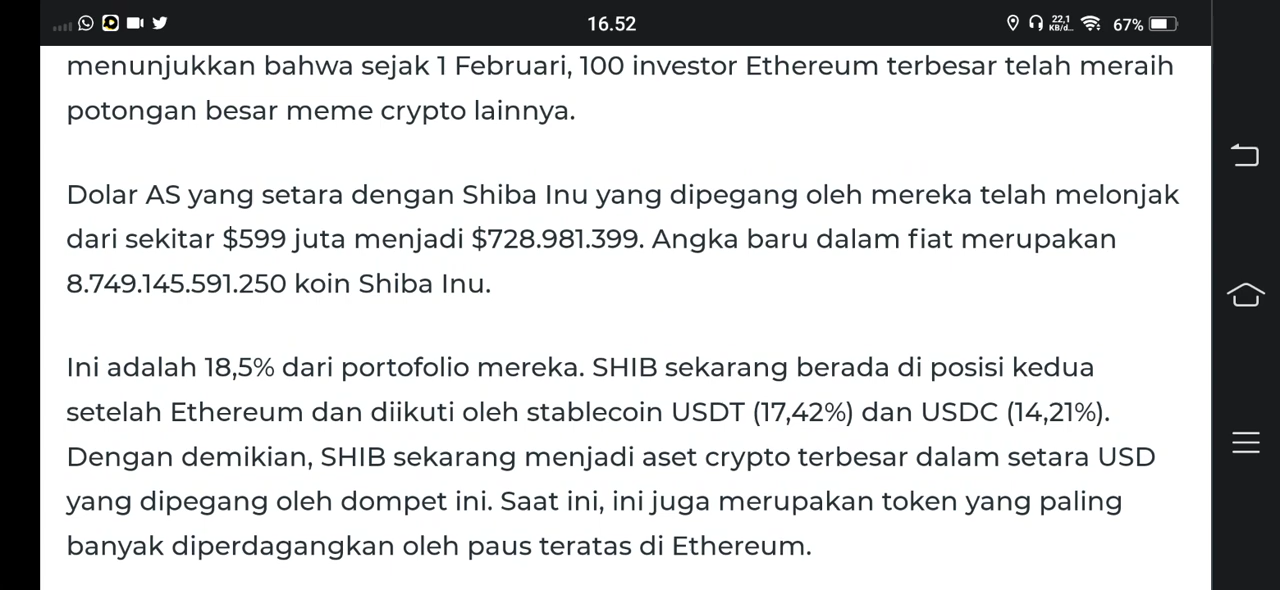 16.52
22,1
KB/d...
67%
menunjukkan bahwa sejak 1 Februari, 100 investor Ethereum terbesar telah meraih
potongan besar meme crypto lainnya.
Dolar AS yang setara dengan Shiba Inu yang dipegang oleh mereka telah melonjak
dari sekitar $599 juta menjadi $728.981.399. Angka baru dalam fiat merupakan
8.749.145.591.250 koin Shiba Inu.
Ini adalah 18,5% dari portofolio mereka. SHIB sekarang berada di posisi kedua
setelah Ethereum dan diikuti oleh stablecoin USDT (17,42%) dan USDC (14,21%).
Dengan demikian, SHIB sekarang menjadi aset crypto terbesar dalam setara USD
yang dipegang oleh dompet ini. Saat ini, ini juga merupakan token yang paling
banyak diperdagangkan oleh paus teratas di Ethereum.